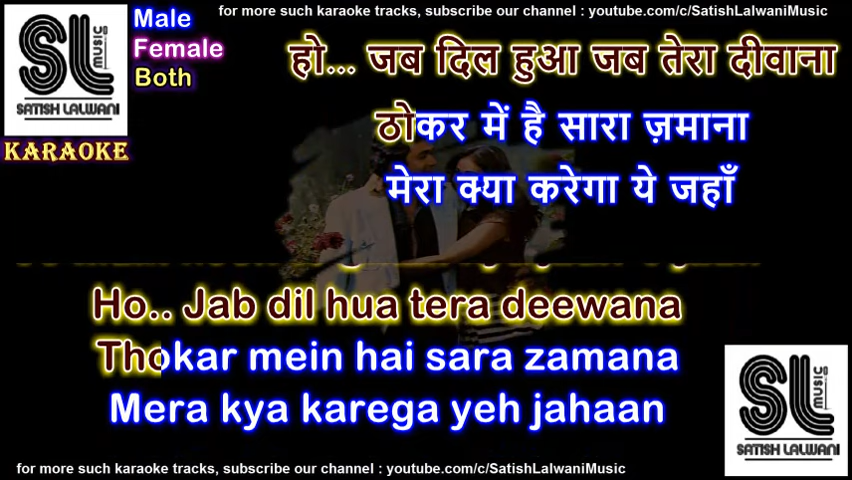 for more such karaoke tracks, subscribe our channel : youtube.com/c/SatishLalwaniMusic
SL
MUSIC CO
SATISH LALWANI
KARAOKE
Male
Female
Both
हो... जब दिल हुआ जब तेरा दीवाना
ठोकर में है सारा ज़माना
मेरा क्या करेगा ये जहाँ
Ho.. Jab dil hua tera deewana
Thokar mein hai sara zamana
Mera kya karega yeh jahaan
SL
MUSIC CO
SATISH LALWANI
for more such karaoke tracks, subscribe our channel : youtube.com/c/SatishLalwaniMusic